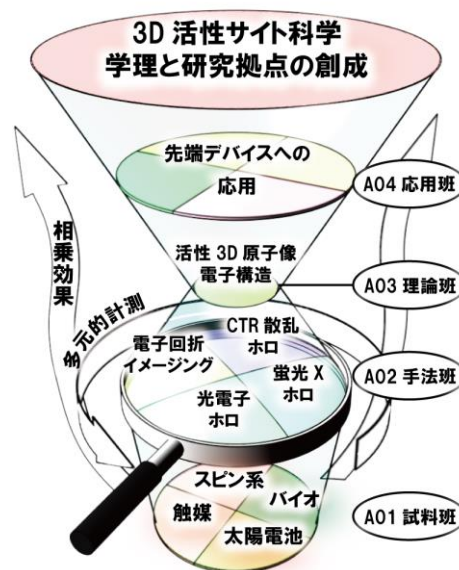 3D 活性サイト科学
学理と研究拠点の創成
先端デバイスへの
応用
A04 応用班
相乗効果
活性 3D 原子像
電子構造
A03 理論班
多元的計測
CTR 散乱
ホロ
電子回折
イメージング
蛍光 X
ホロ
光電子
ホロ
A02 手法班
スピン系
バイオ
触媒
太陽電池
A01 試料班